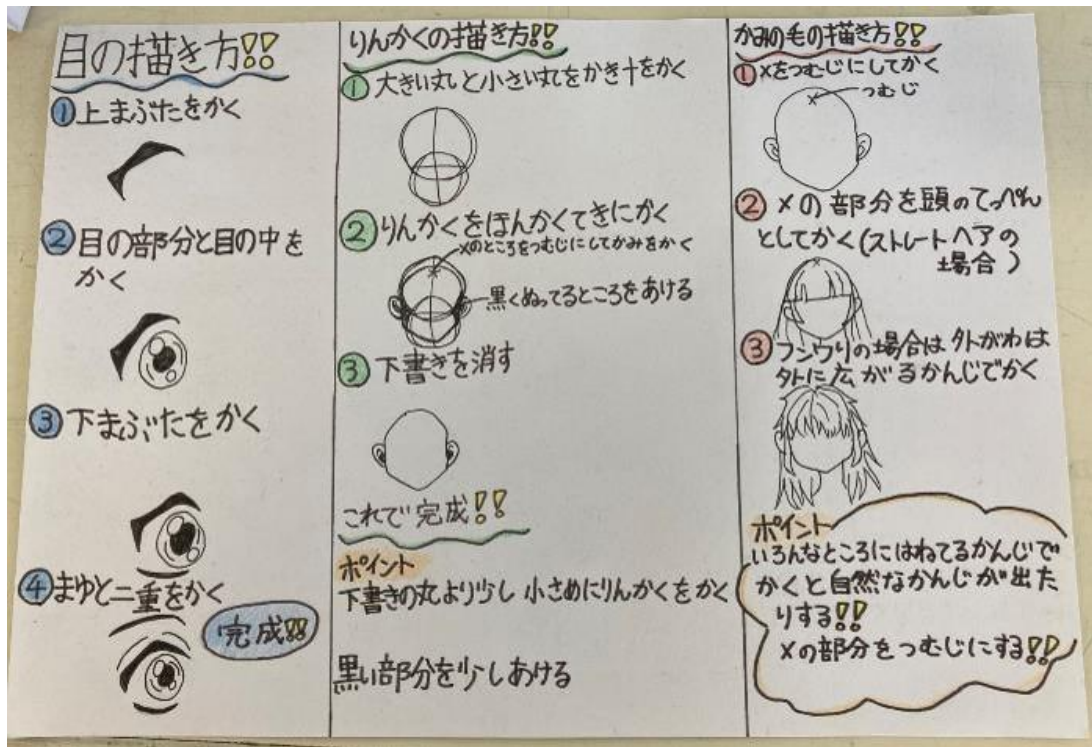 目の描き方!!
①上まぶたをかく
②目の部分と目の中を
かく
③下まぶたをかく
④まゆと二重をかく
完成!!
りんかくの描き方!!
①大きい丸と小さい丸をかき十をかく
②りんかくをほんかくてきにかく
×のところをつむじにしてかみをかく
黒くぬってるところをあける
③下書きを消す
これで完成!!
ポイント
下書きの丸より少し小さめにりんかくをかく
黒い部分を少しあける
かみの毛の描き方!!
①×をつむじにしてかく
つむじ
②×の部分を頭のてっぺん
としてかく(ストレートヘアの
場合)
③フンワリの場合は外がわは
外に広がるかんじでかく
ポイント
いろんなところにはねてるかんじで
かくと自然なかんじが出た
りする!!
×の部分をつむじにする!!